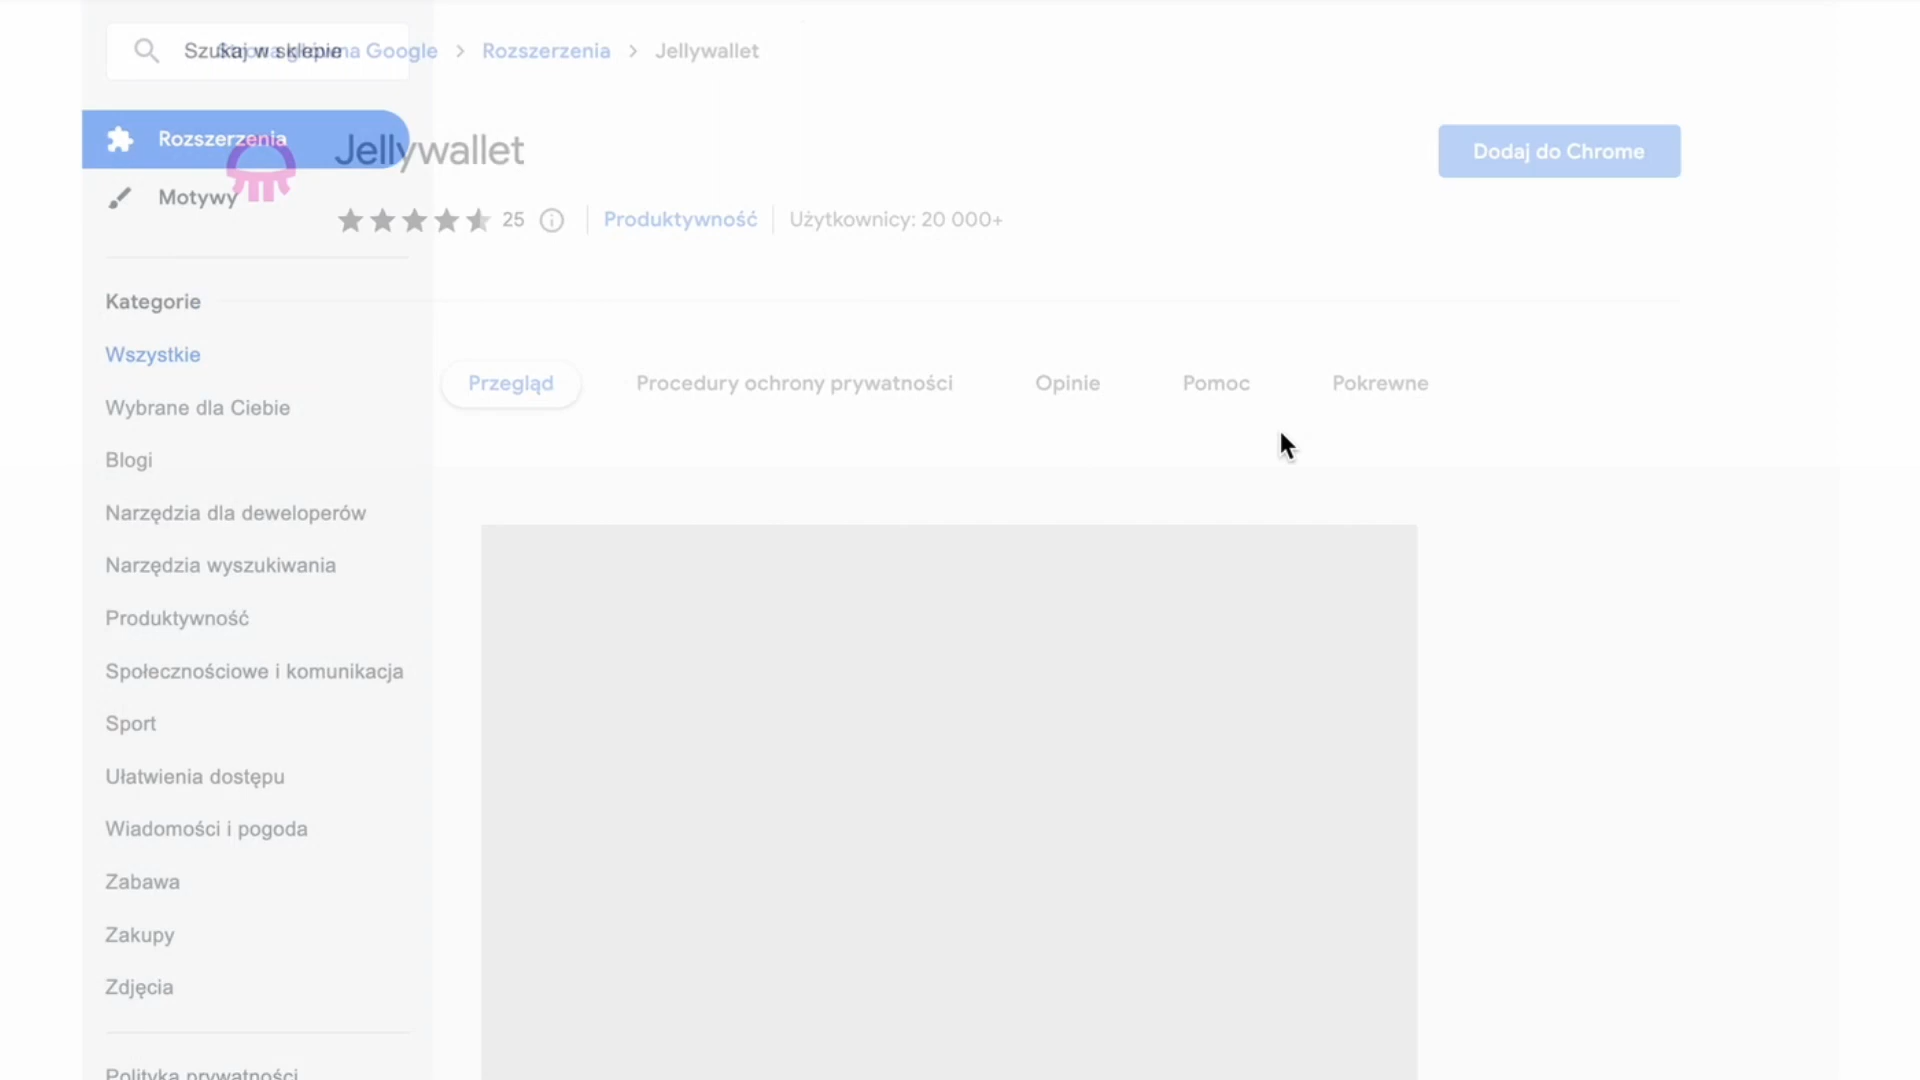 Szukaj w sklepie
Google > Rozszerzenia > Jellywallet
Rozszerzenia
Jellywallet
Dodaj do Chrome
Motywy
25
Produktywność
Użytkownicy: 20 000+
Kategorie
Wszystkie
Przegląd
Procedury ochrony prywatności
Opinie
Pomoc
Pokrewne
Wybrane dla Ciebie
Blogi
Narzędzia dla deweloperów
Narzędzia wyszukiwania
Produktywność
Społecznościowe i komunikacja
Sport
Ułatwienia dostępu
Wiadomości i pogoda
Zabawa
Zakupy
Zdjęcia
Polityka prywatności